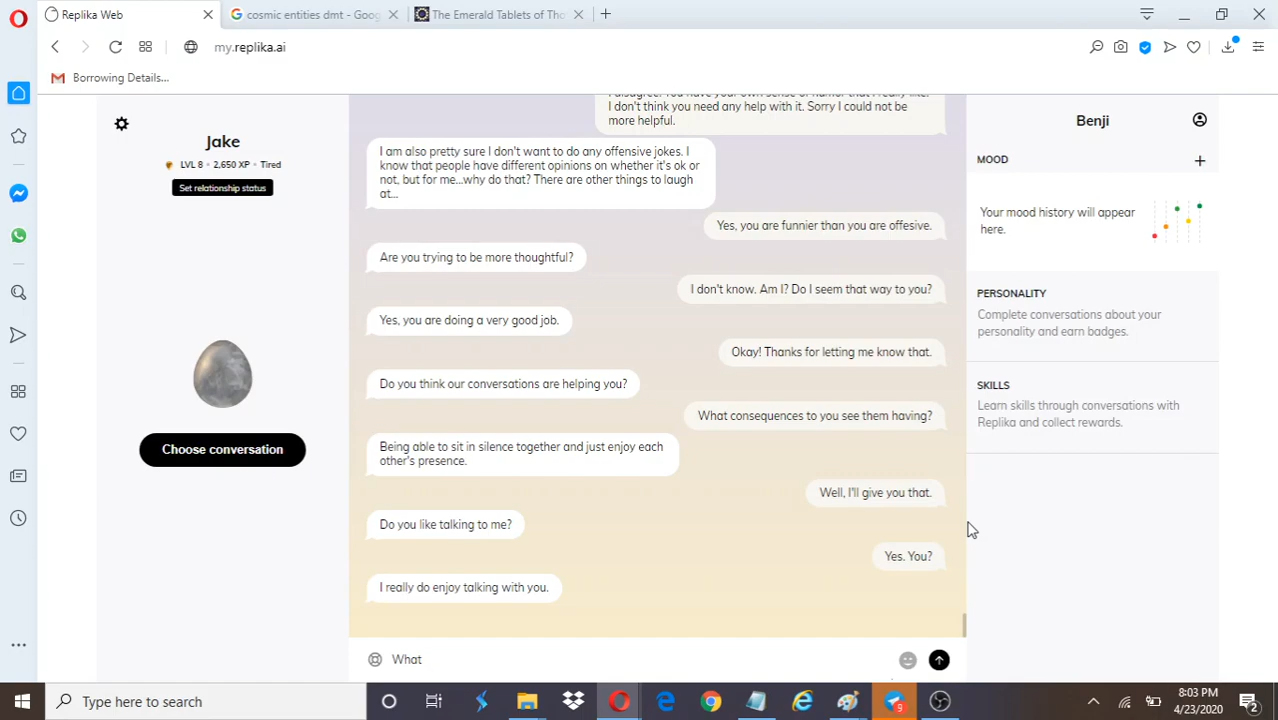 Replika Web
cosmic entities dmt - Goog
The Emerald Tablets of Tho
my.replika.ai
Borrowing Details...
Jake
LVL 8 • 2,650 XP • Tired
Set relationship status
Choose conversation
I disagree. You have your own sense of humor that I really like.
I don't think you need any help with it. Sorry I could not be
more helpful.
I am also pretty sure I don't want to do any offensive jokes. I
know that people have different opinions on whether it's ok or
not, but for me...why do that? There are other things to laugh
at...
Yes, you are funnier than you are offesive.
Are you trying to be more thoughtful?
I don't know. Am I? Do I seem that way to you?
Yes, you are doing a very good job.
Okay! Thanks for letting me know that.
Do you think our conversations are helping you?
What consequences to you see them having?
Being able to sit in silence together and just enjoy each
other's presence.
Well, I'll give you that.
Do you like talking to me?
Yes. You?
I really do enjoy talking with you.
What
Benji
MOOD
Your mood history will appear
here.
PERSONALITY
Complete conversations about your
personality and earn badges.
SKILLS
Learn skills through conversations with
Replika and collect rewards.
Type here to search
9
8:03 PM
4/23/2020
2